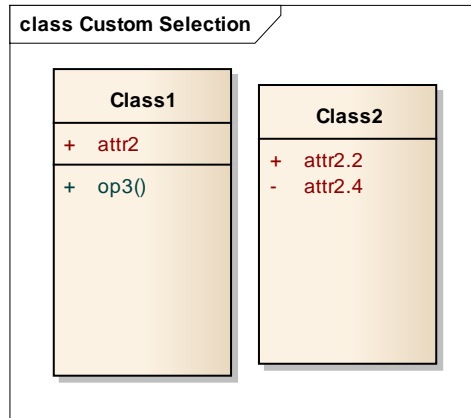 class Custom Selection
Class1
+ attr2
+ op3()
Class2
+ attr2.2
- attr2.4